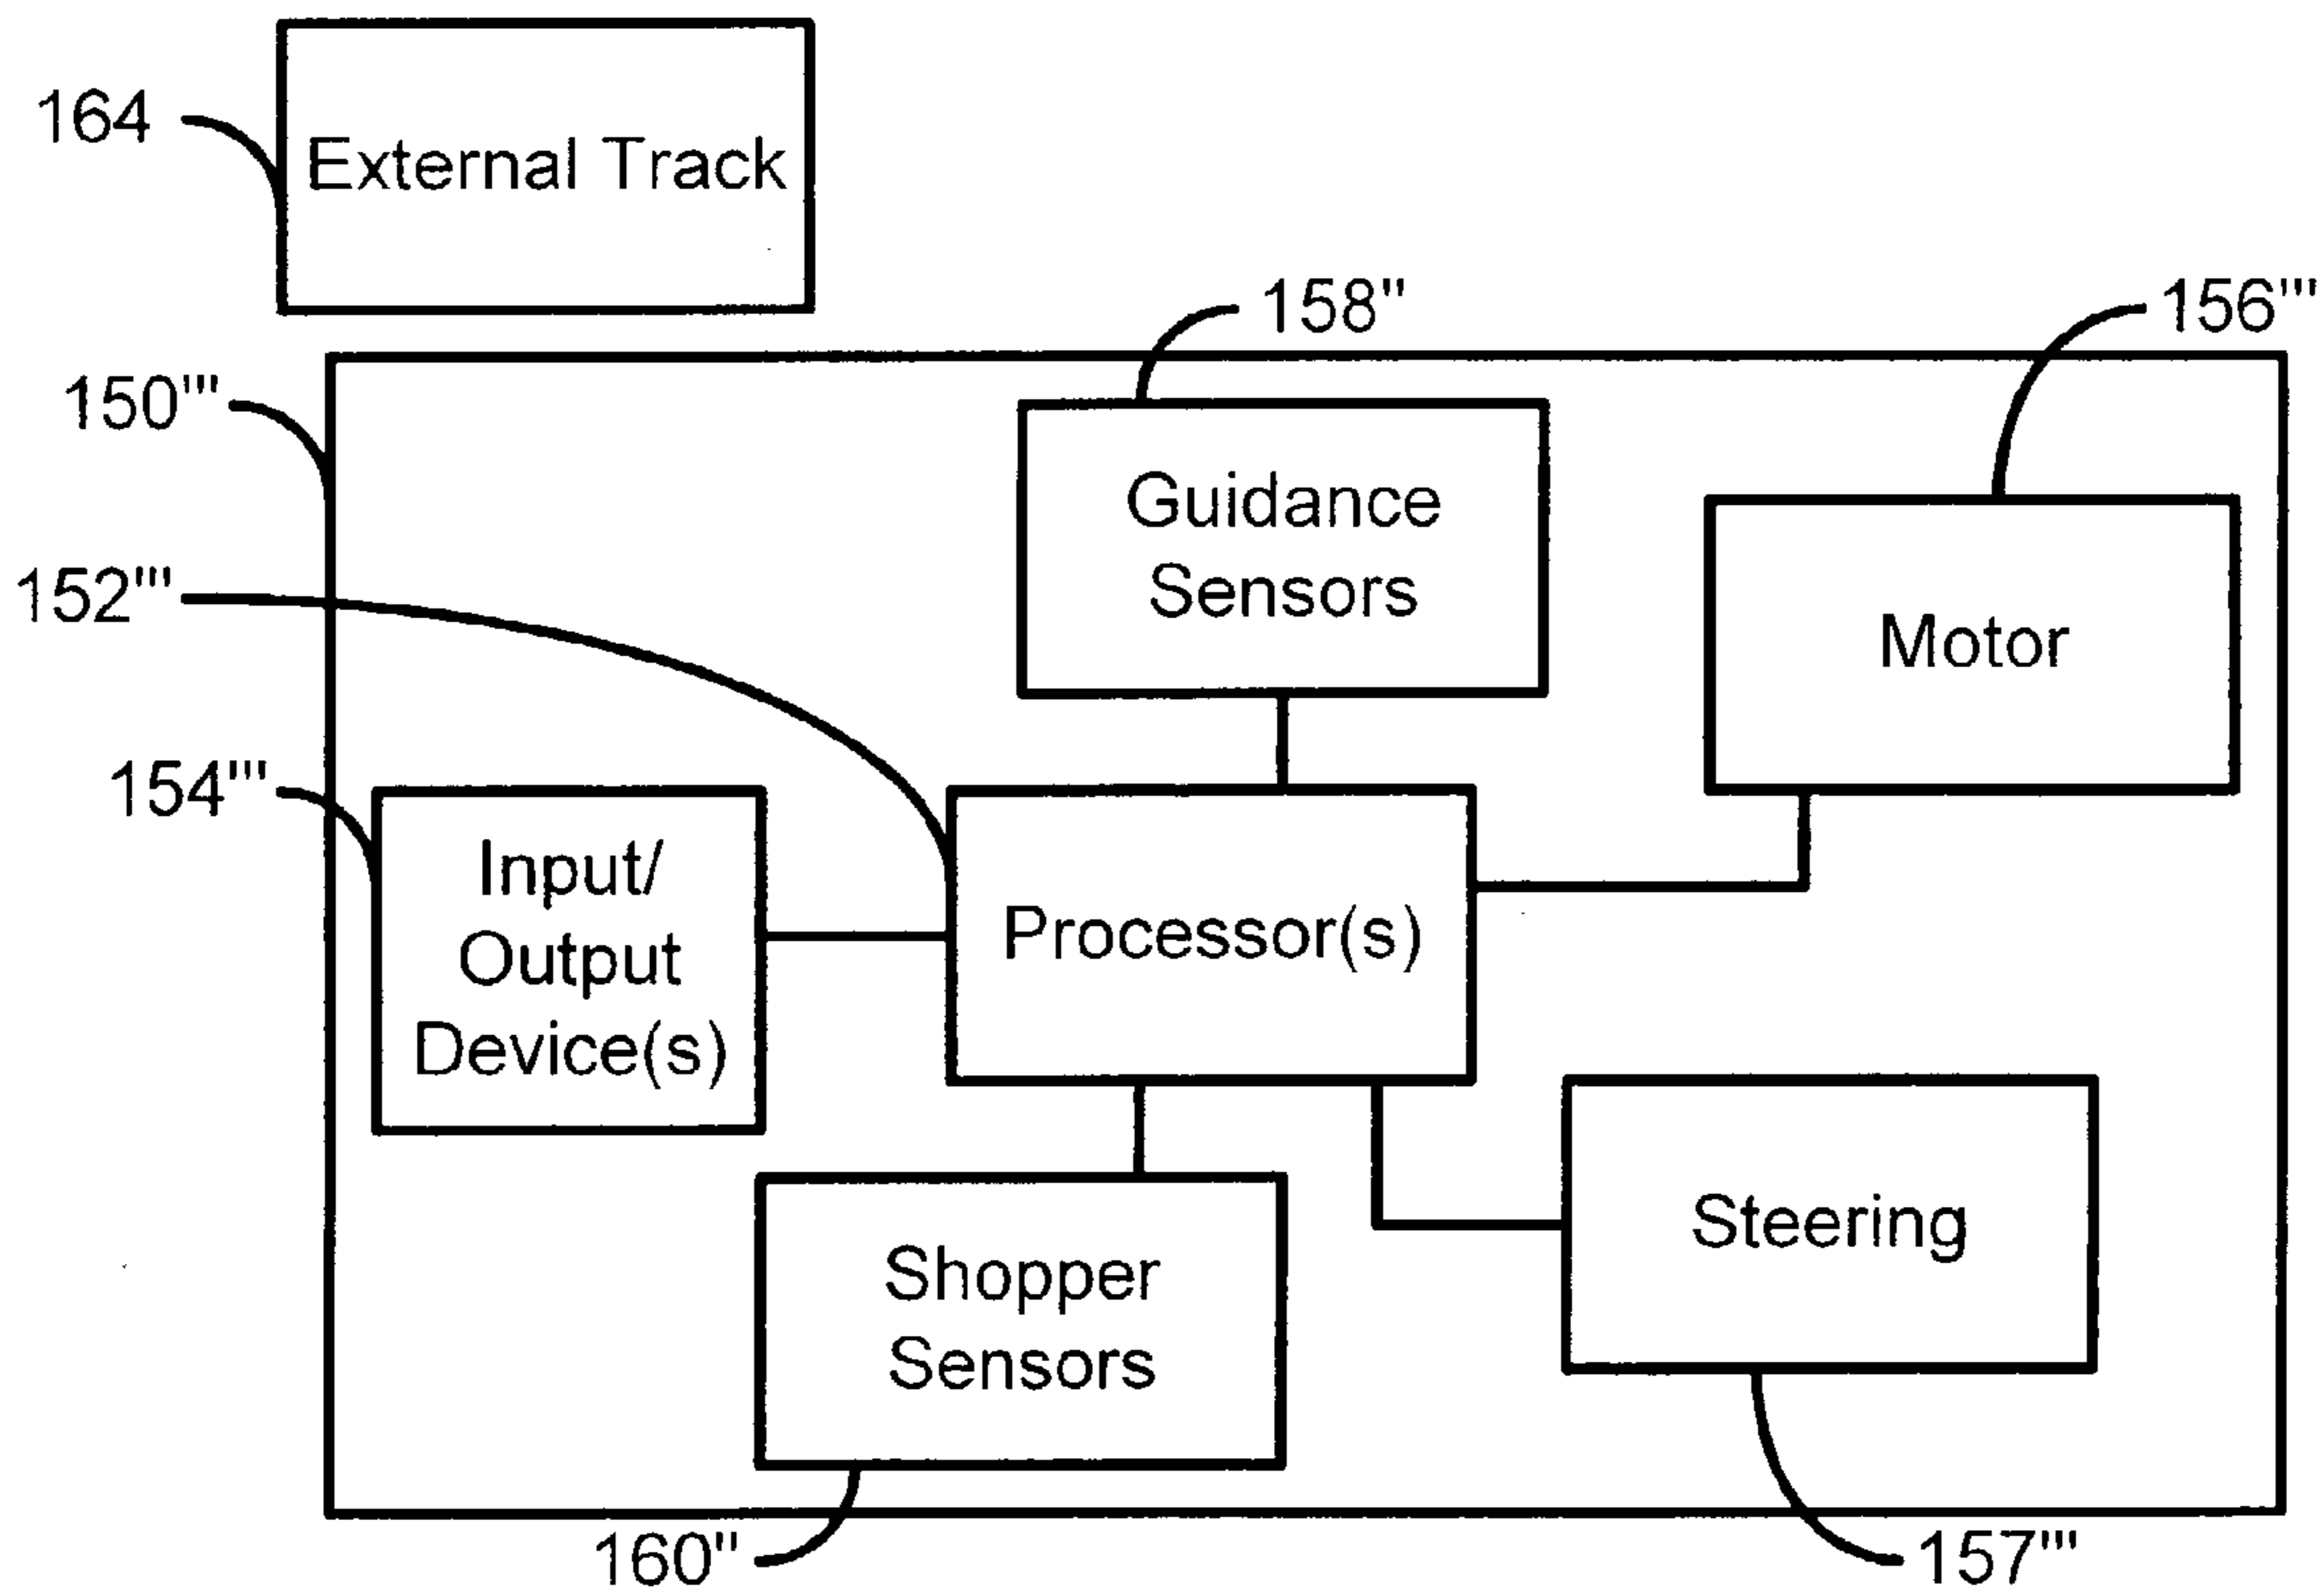 164
External Track
158"
156'''
150'''
Guidance
Sensors
152'''
Motor
154'''
Input/
Output
Device(s)
Processor(s)
Steering
Shopper
Sensors
160"
157'''